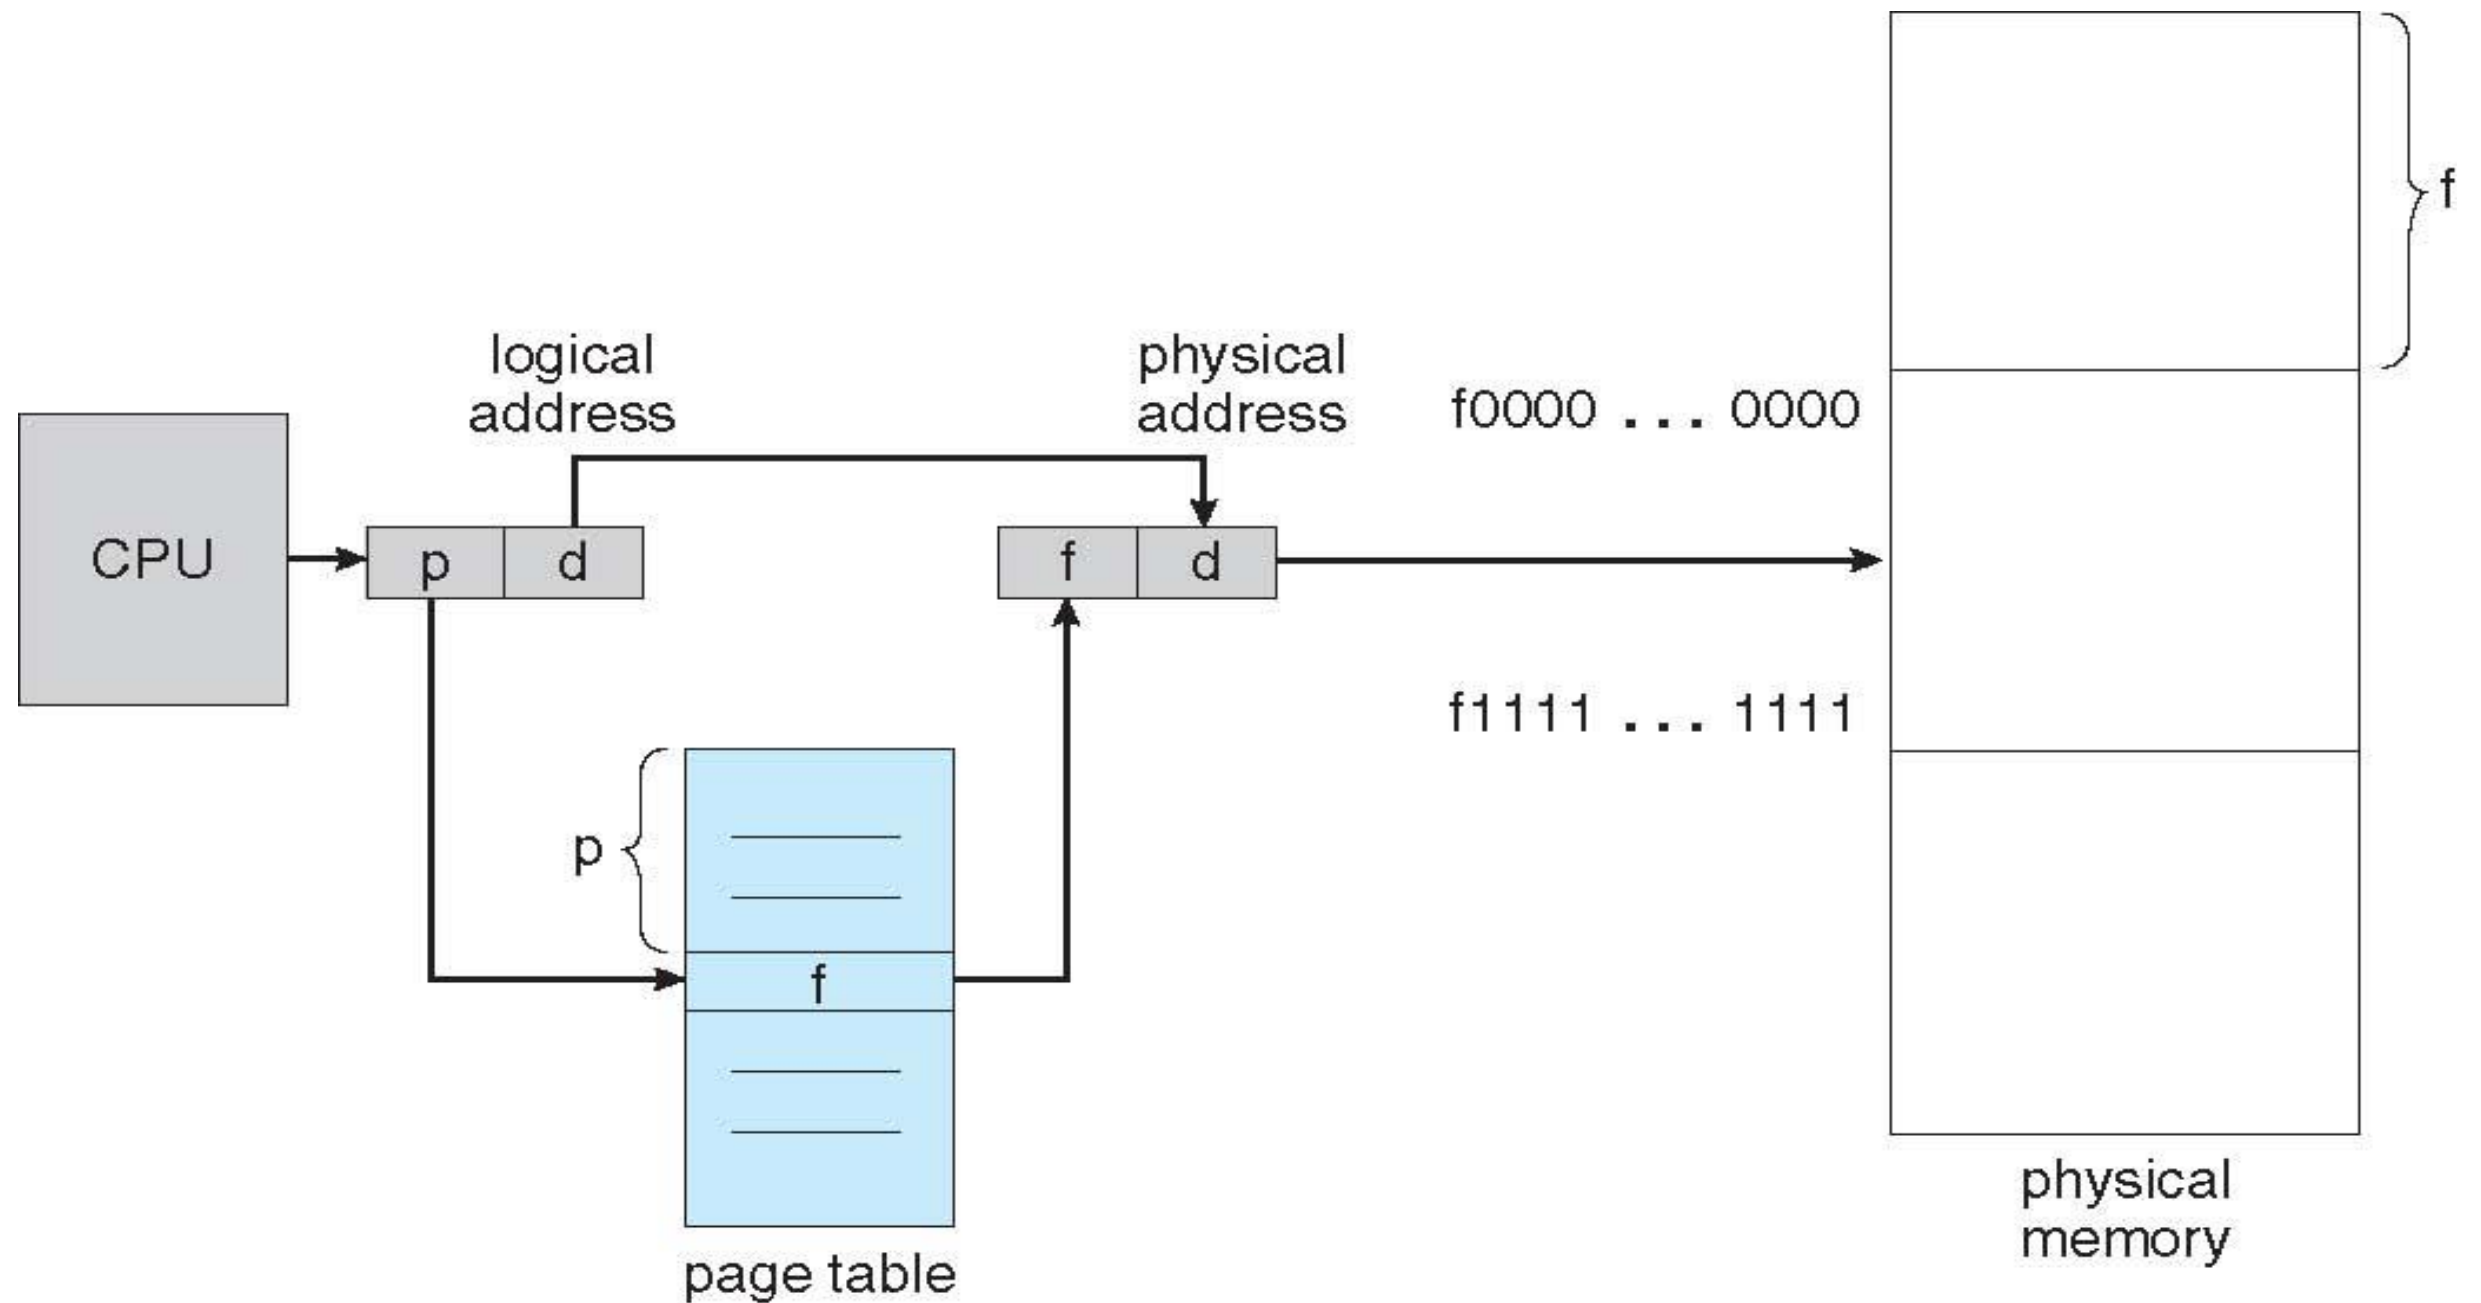 f
logical
address
physical
address
f0000 ... 0000
CPU
p
d
f
d
f1111 ... 1111
p
f
physical
memory
page table